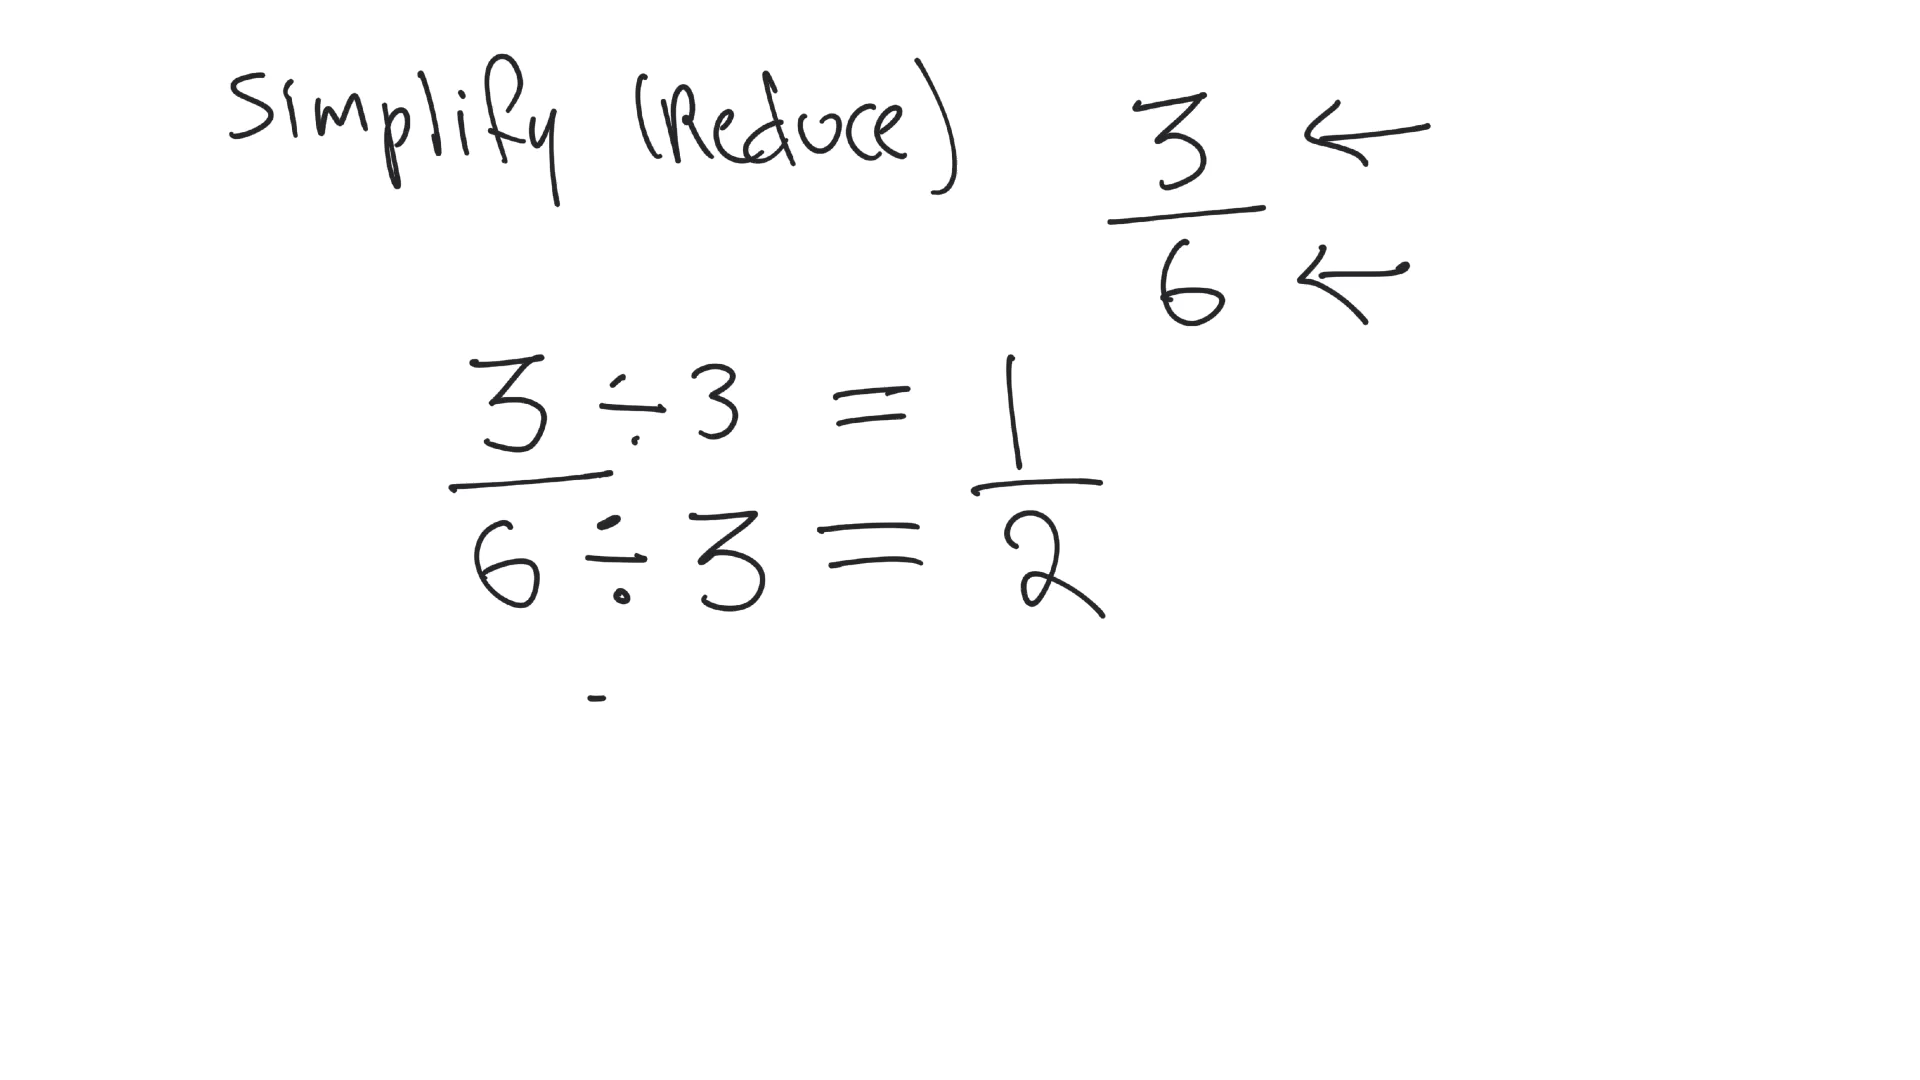 Simplify (Reduce) 3/6 ← ←
3 ÷ 3 = 1
6 ÷ 3 = 2
-